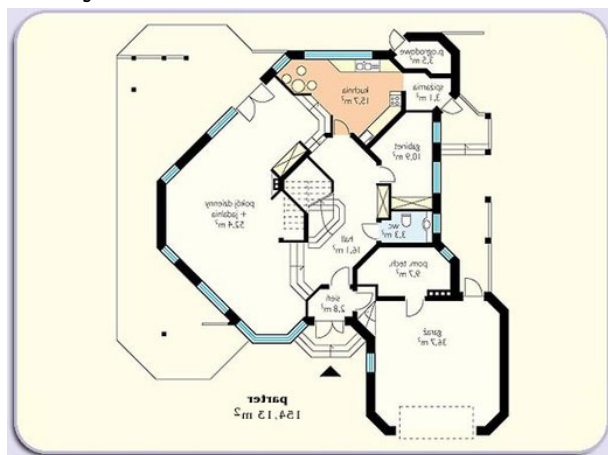 p.ogrodowe
3,5 m²
spiżarnia
3,1 m²
kuchnia
15,7 m²
gabinet
10,9 m²
pokój dzienny
+ jadalnia
52,4 m²
hall
16,1 m²
wc
3,3 m²
pom. tech.
9,7 m²
sień
2,8 m²
garaż
36,7 m²
parter
154,13 m²